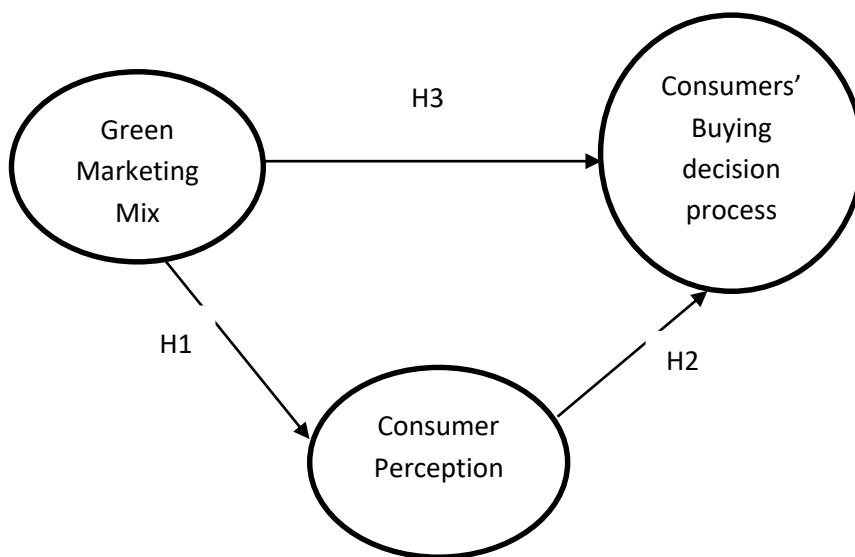 Green
Marketing
Mix
H3
Consumers’
Buying
decision
process
H1
H2
Consumer
Perception